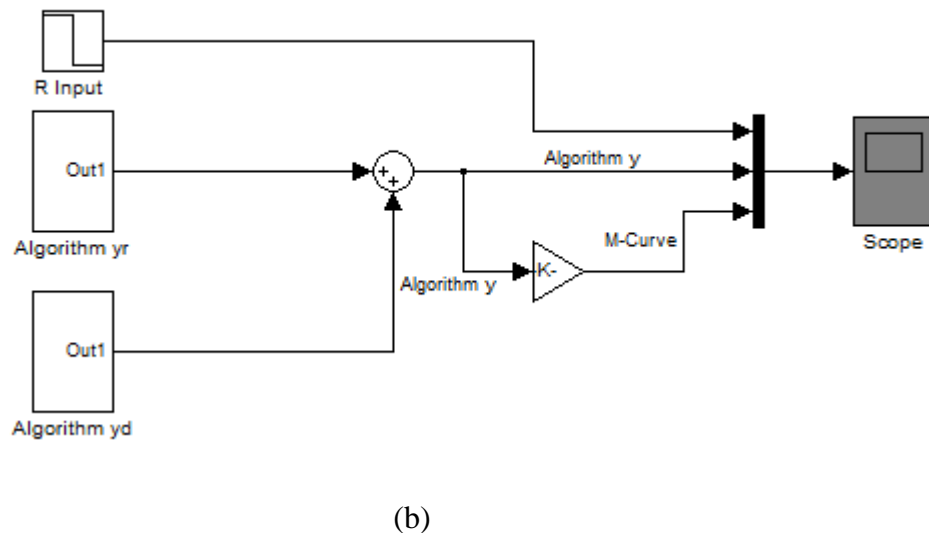 R Input
Out1
Algorithm yr
+
+
Algorithm y
M-Curve
Scope
Algorithm y
-K-
Out1
Algorithm yd
(b)